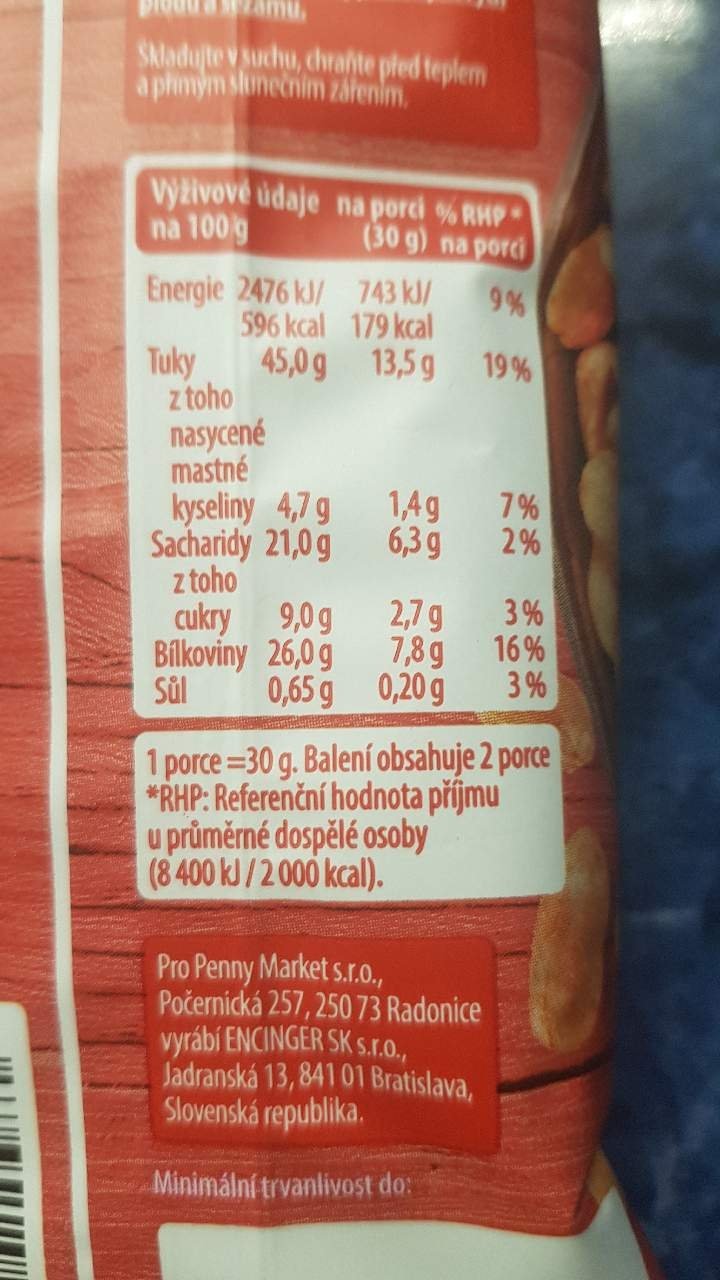 plodů a sezamu.
Skladujte v suchu, chraňte před teplem
a přímým slunečním zářením.
Výživové údaje na porci % RHP*
na 100 g (30 g) na porci
Energie 2476 kJ/ 743 kJ/ 9%
596 kcal 179 kcal
Tuky 45,0 g 13,5 g 19%
z toho
nasycené
mastné
kyseliny 4,7 g 1,4 g 7%
Sacharidy 21,0 g 6,3 g 2%
z toho
cukry 9,0 g 2,7 g 3%
Bílkoviny 26,0 g 7,8 g 16%
Sůl 0,65 g 0,20 g 3%
1 porce=30 g. Balení obsahuje 2 porce
*RHP: Referenční hodnota příjmu
u průměrné dospělé osoby
(8 400 kJ / 2 000 kcal).
Pro Penny Market s.r.o.,
Počernická 257, 250 73 Radonice
vyrábí ENCINGER SK s.r.o.,
Jadranská 13, 841 01 Bratislava,
Slovenská republika.
Minimální trvanlivost do: